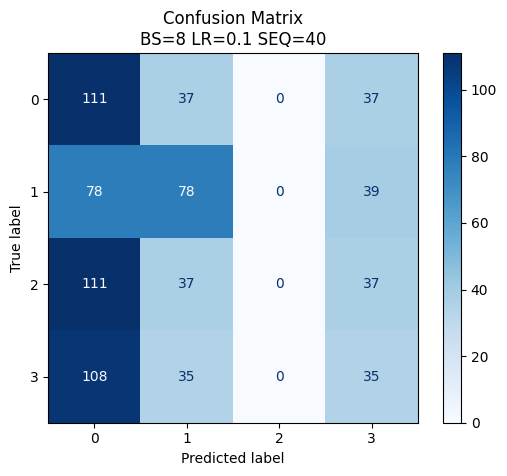 Confusion Matrix
BS=8 LR=0.1 SEQ=40
0 111 37 0 37
1 78 78 0 39
2 111 37 0 37
3 108 35 0 35
0 1 2 3
True label
Predicted label
100
80
60
40
20
0